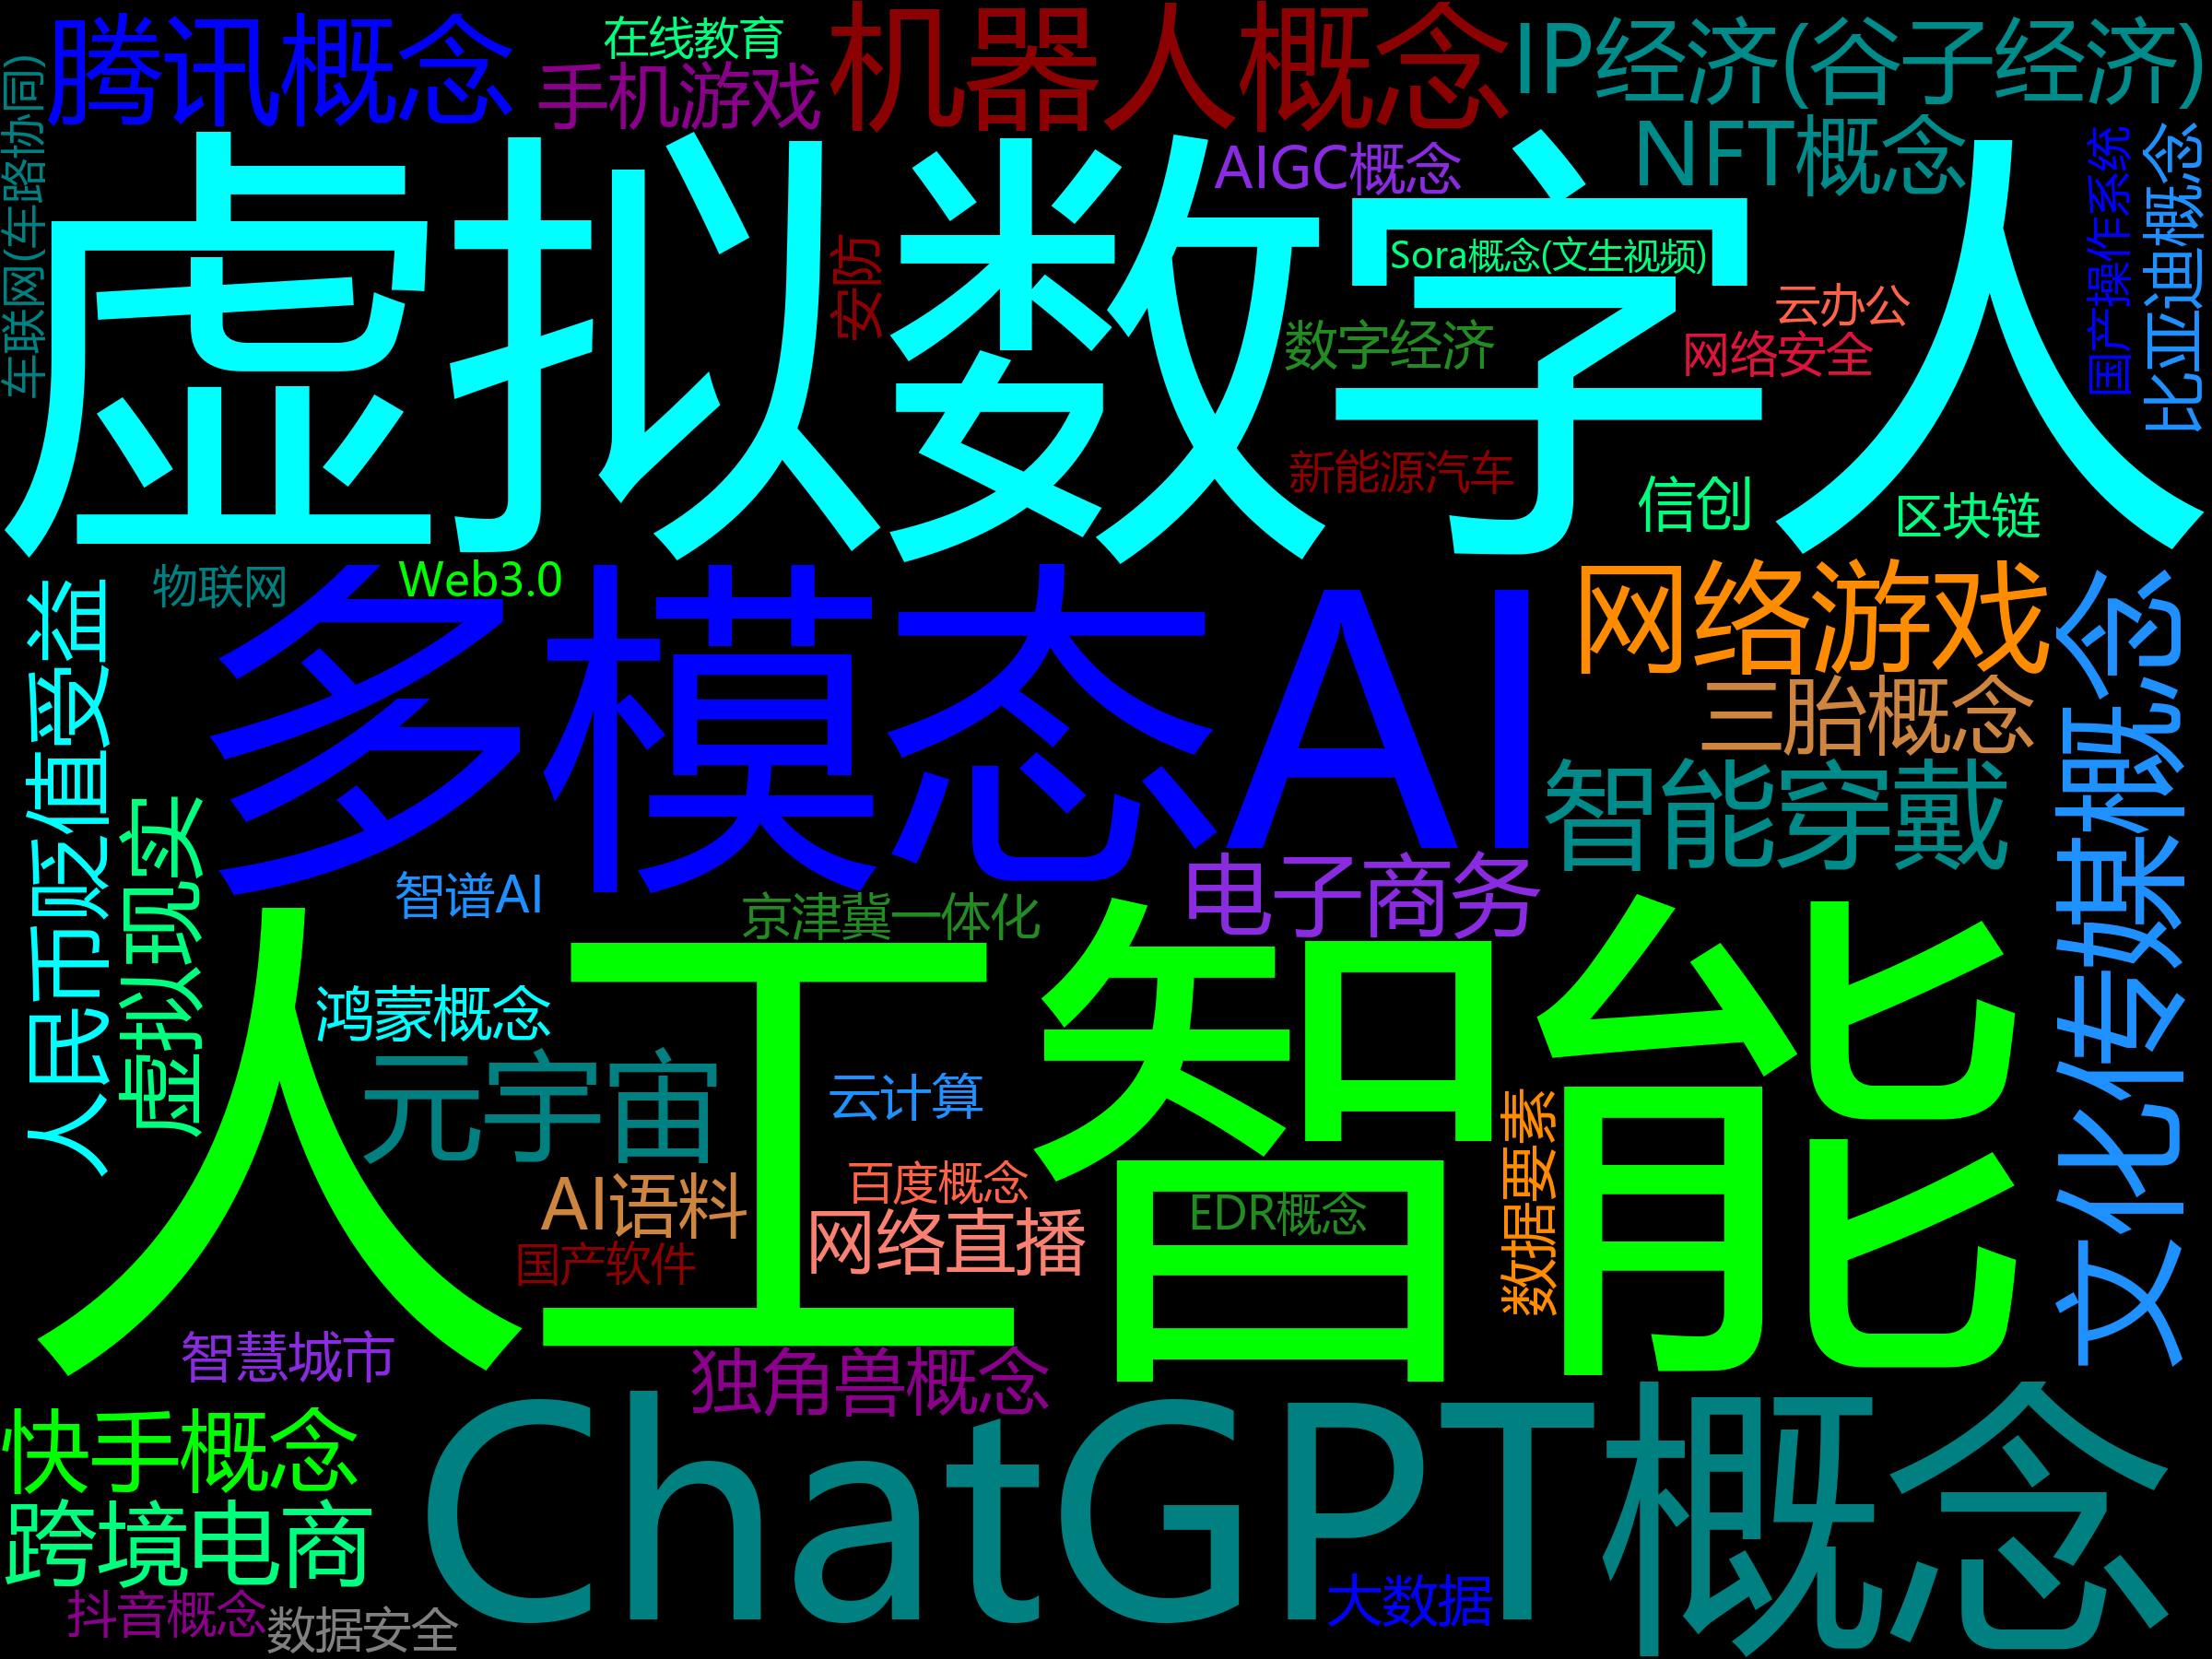 腾讯概念
在线教育
手机游戏
机器人概念
IP经济(谷子经济)
NFT概念
AIGC概念
车联网(车路协同)
虚拟数字人
国产操作系统
比亚迪概念
安防
Sora概念(文生视频)
云办公
数字经济
网络安全
新能源汽车
信创
区块链
物联网
Web3.0
多模态AI
网络游戏
三胎概念
智能穿戴
文化传媒概念
人民币贬值受益
虚拟现实
智谱AI
京津冀一体化
电子商务
人工智能
鸿蒙概念
元宇宙
云计算
数据要素
AI语料
百度概念
网络直播
EDR概念
国产软件
智慧城市
独角兽概念
快手概念
ChatGPT概念
跨境电商
抖音概念
数据安全
大数据